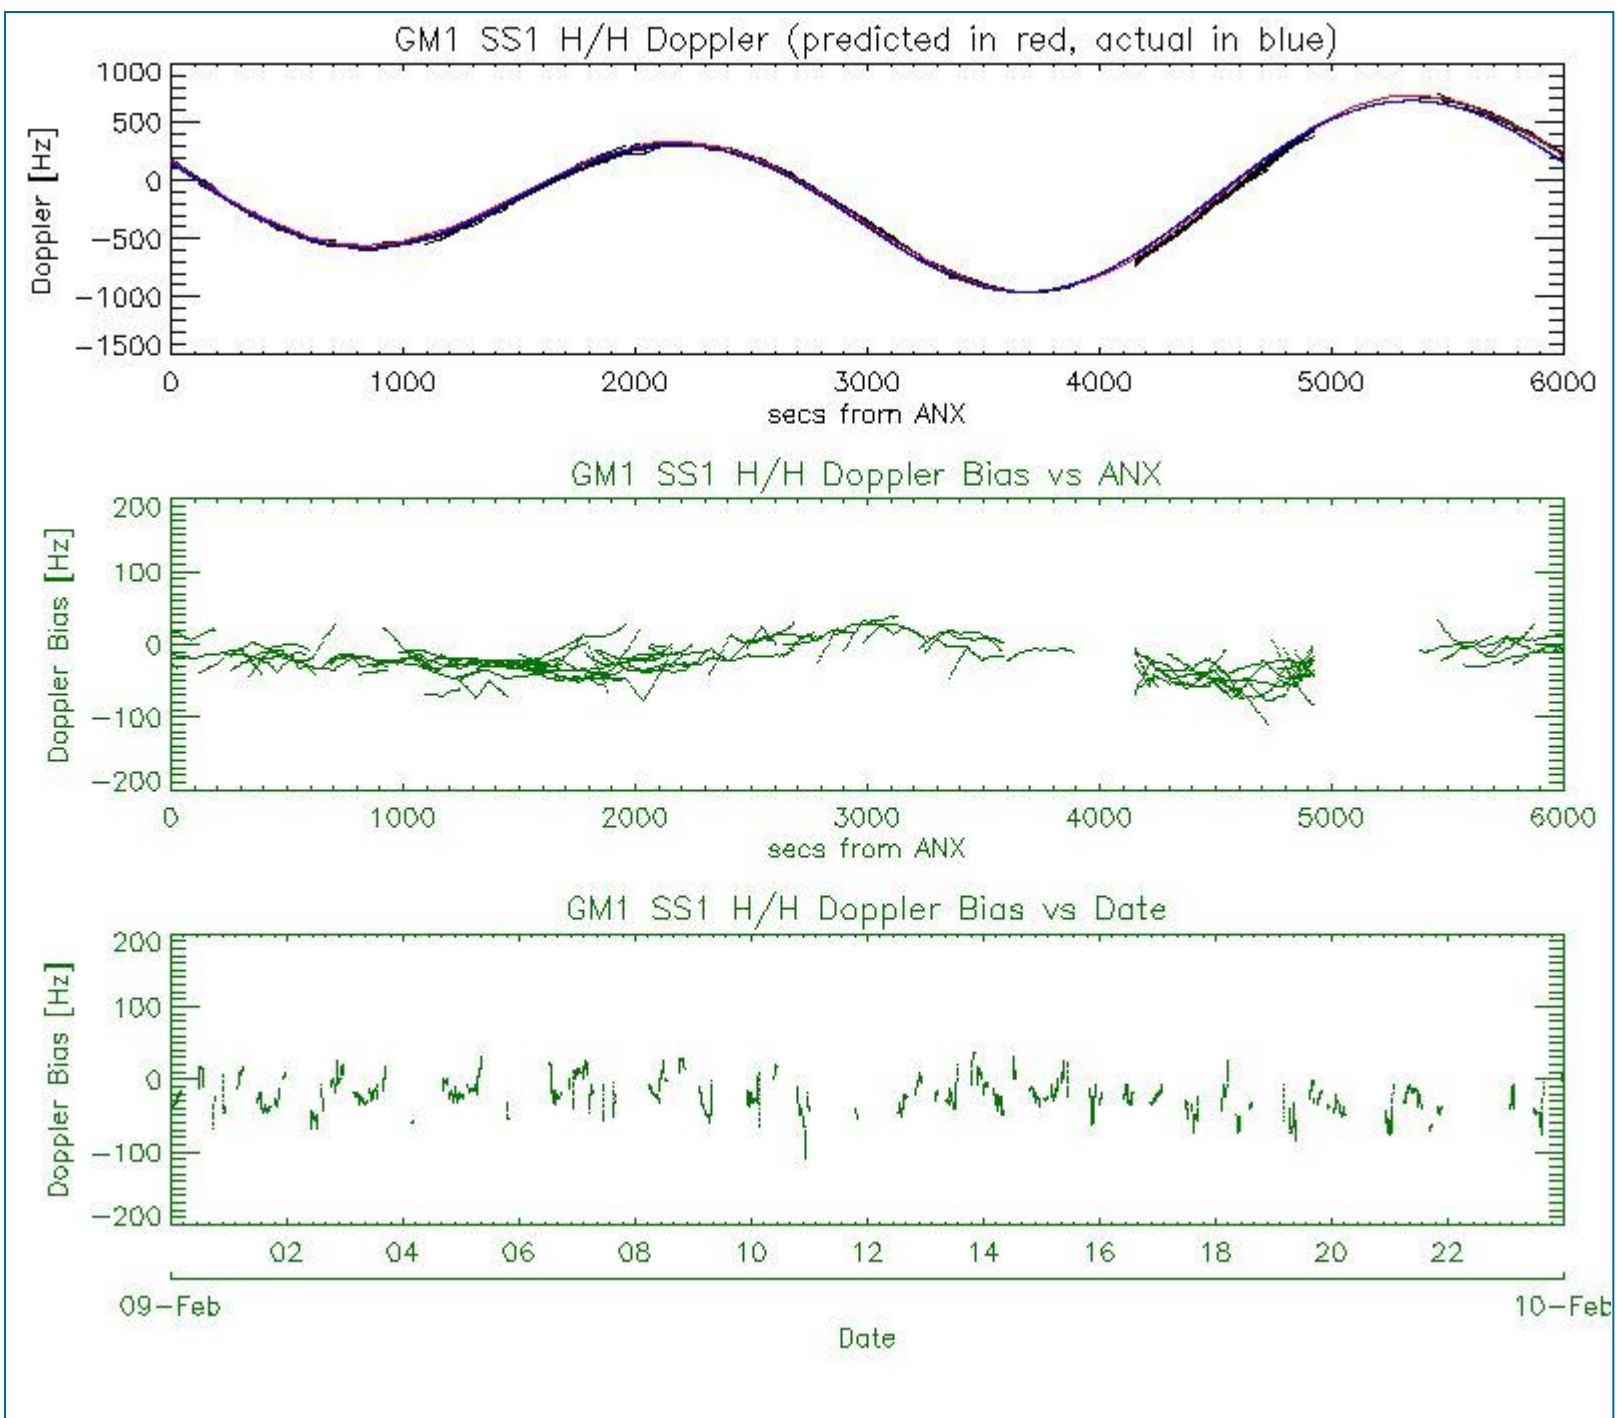 GM1 SS1 H/H Doppler (predicted in red, actual in blue)
1000
500
0
−500
−1000
−1500
Doppler [Hz]
0 1000 2000 3000 4000 5000 6000
secs from ANX
GM1 SS1 H/H Doppler Bias vs ANX
200
100
0
−100
−200
Doppler Bias [Hz]
0 1000 2000 3000 4000 5000 6000
secs from ANX
GM1 SS1 H/H Doppler Bias vs Date
200
100
0
−100
−200
Doppler Bias [Hz]
02 04 06 08 10 12 14 16 18 20 22
09−Feb 10−Feb
Date